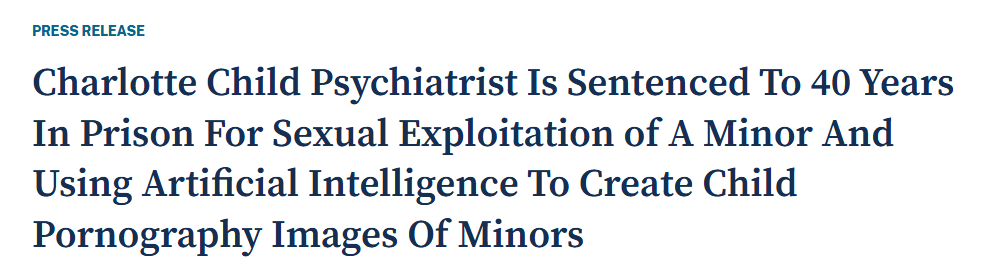 PRESS RELEASE
Charlotte Child Psychiatrist Is Sentenced To 40 Years
In Prison For Sexual Exploitation of A Minor And
Using Artificial Intelligence To Create Child
Pornography Images Of Minors